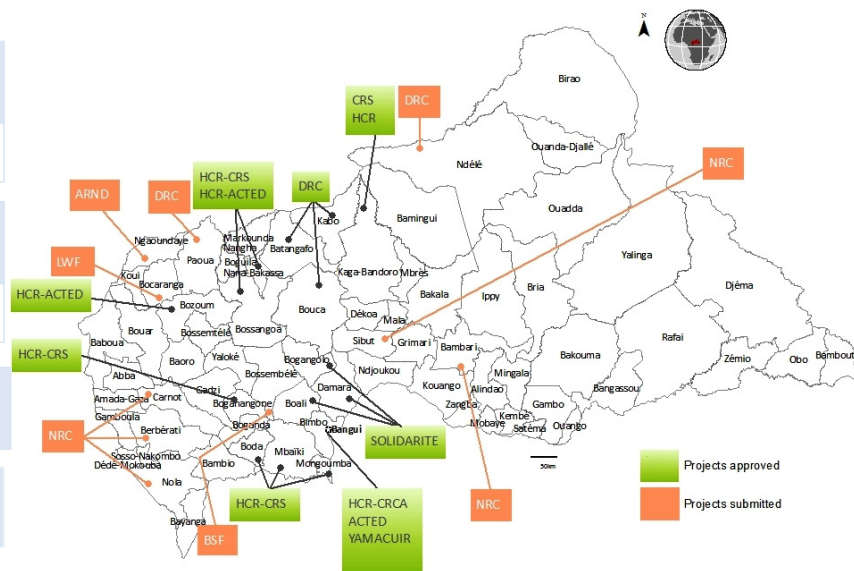 N
Birao
CRS
HCR
DRC
Ouanda-Djallé
Ndélé
NRC
HCR-CRS
HCR-ACTED
DRC
ARND
DRC
Ouadda
Kabo
Bamingui
Markounda
Nangha
Batangafo
Ngaoundaye
Paoua
Boguila
Nana-Bakassa
Yalinga
LWF
Koui
Bocaranga
Kaga-Bandoro
Mbrès
Djéma
HCR-ACTED
Bozoum
Bouca
Bakala
Ippy
Bria
Dékoa
Mala
Bouar
Bossemtélé
Bossangoa
Baboua
Sibut
Grimari
Bambari
Rafai
HCR-CRS
Baoro
Yaloké
Bogangolo
Bakouma
Zémio
Obo
Bambouti
Abba
Bossembélé
Ndjoukou
Mingala
Gadzi
Damara
Kouango
Alindao
Bangassou
Amada-Gaza
Carnot
Boganangone
Boali
Zangba
Gambo
Gamboula
Boganda
Bimbo
Bangui
Mobaye
Kembé
Satéma
Ouango
NRC
Berbérati
SOLIDARITE
Boda
Mbaïki
50km
Sosso-Nakombo
Dédé-Mokouba
Bambio
Mongoumba
Projects approved
Nola
HCR-CRS
HCR-CRCA
ACTED
YAMACUIR
NRC
Projects submitted
Bayanga
BSF